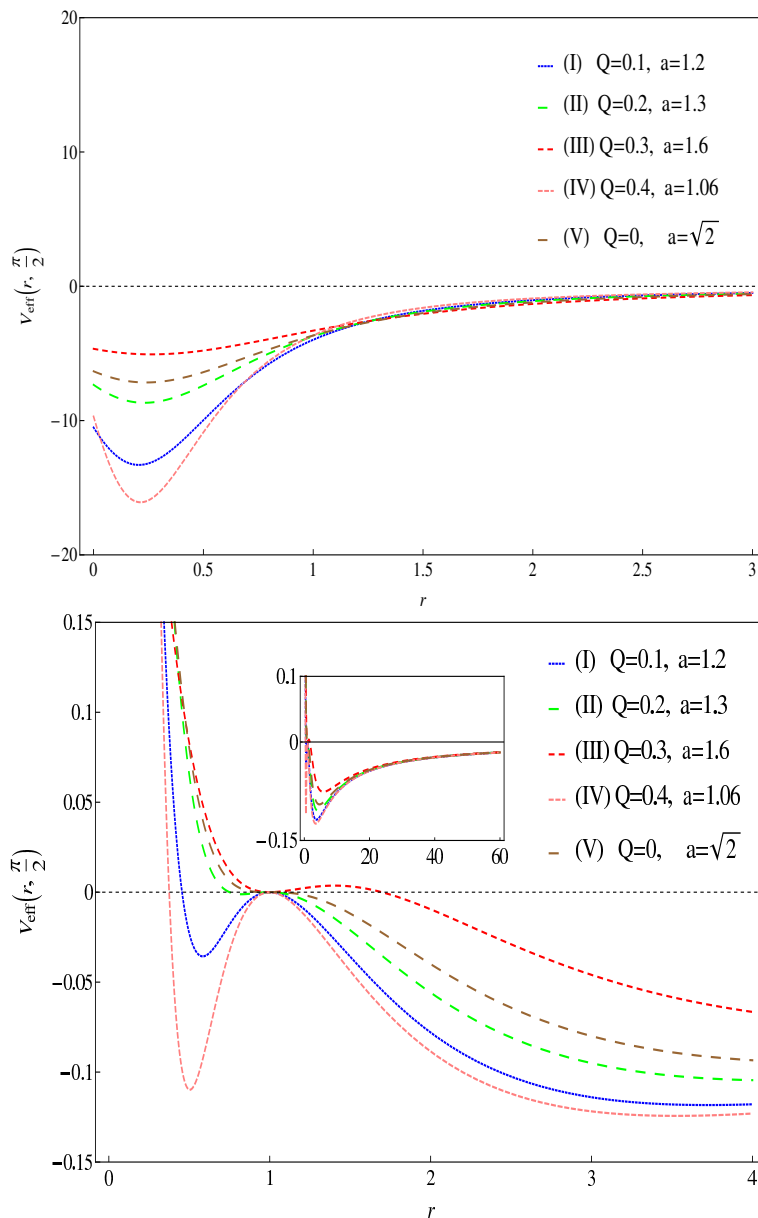 20
10
0
−10
−20
V_eff(r, π/2)
(I) Q=0.1, a=1.2
(II) Q=0.2, a=1.3
(III) Q=0.3, a=1.6
(IV) Q=0.4, a=1.06
(V) Q=0, a=√2
0 0.5 1 1.5 2 2.5 3
r
0.15
0.1
0.05
0
−0.05
−0.1
−0.15
V_eff(r, π/2)
0.1
0
−0.15
0 20 40 60
(I) Q=0.1, a=1.2
(II) Q=0.2, a=1.3
(III) Q=0.3, a=1.6
(IV) Q=0.4, a=1.06
(V) Q=0, a=√2
0 1 2 3 4
r